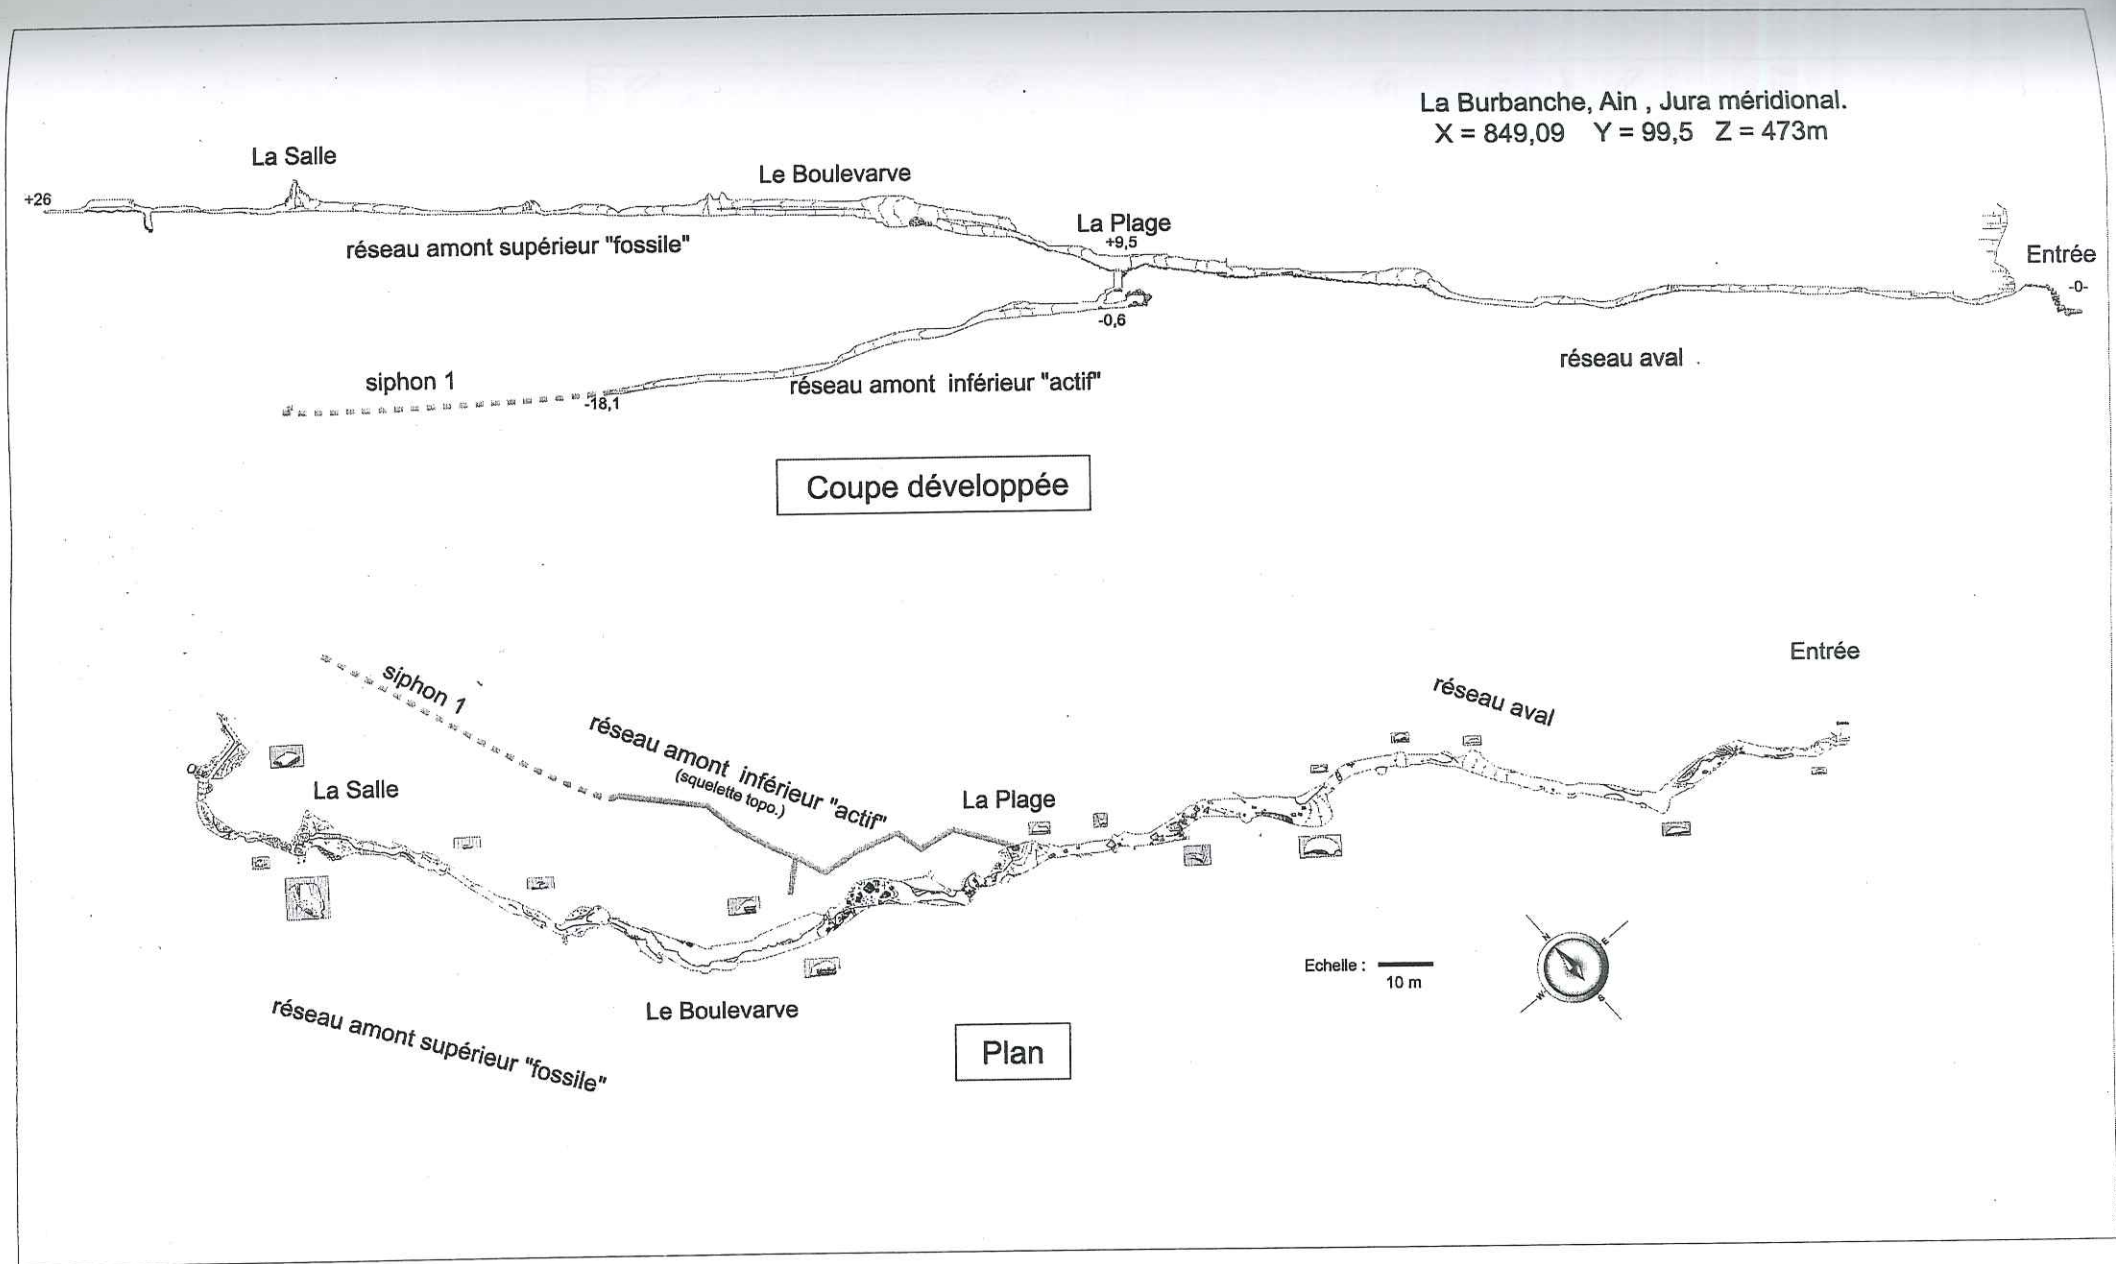 La Burbanche, Ain , Jura méridional.
X = 849,09 Y = 99,5 Z = 473m
La Salle
Le Boulevarve
+26
La Plage
+9,5
réseau amont supérieur "fossile"
Entrée
-0-
-0,6
réseau aval
siphon 1
réseau amont inférieur "actif"
-18,1
Coupe développée
Entrée
siphon 1
réseau aval
réseau amont inférieur "actif"
(squelette topo.)
La Salle
La Plage
N
E
Echelle :
10 m
W
S
Le Boulevarve
réseau amont supérieur "fossile"
Plan